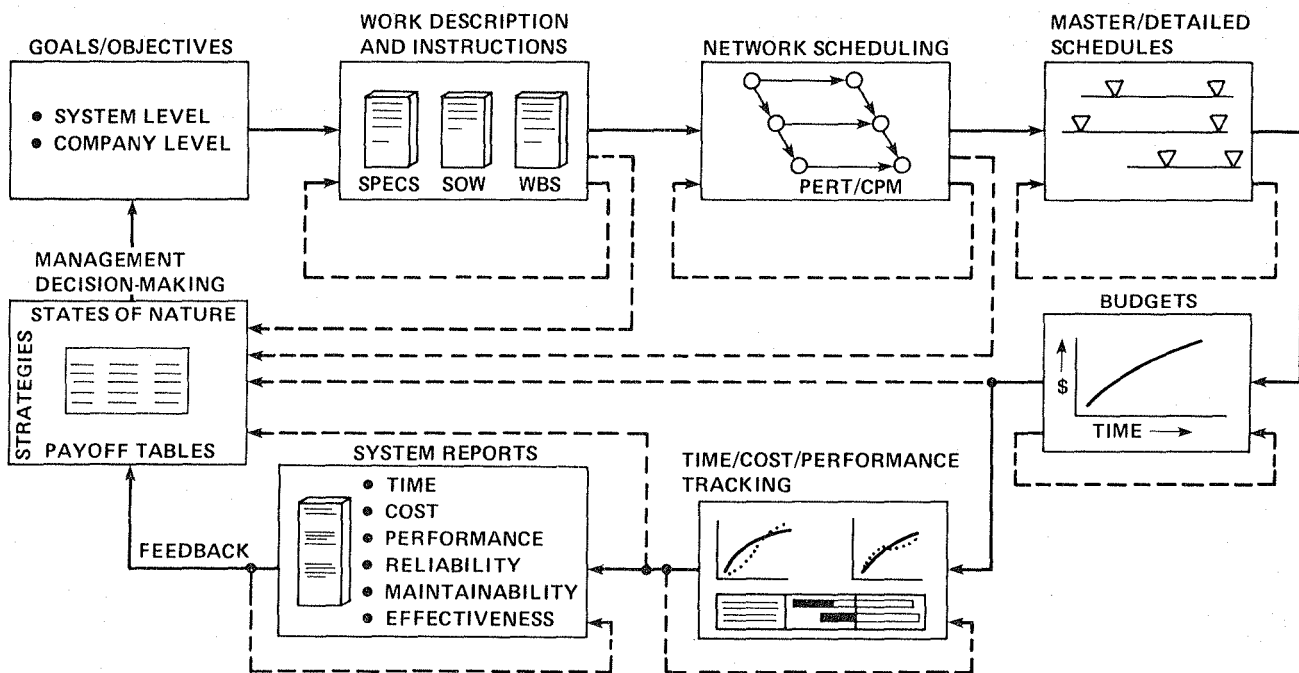 GOALS/OBJECTIVES
• SYSTEM LEVEL
• COMPANY LEVEL
WORK DESCRIPTION
AND INSTRUCTIONS
SPECS SOW WBS
NETWORK SCHEDULING
PERT/CPM
MASTER/DETAILED
SCHEDULES
MANAGEMENT
DECISION-MAKING
STATES OF NATURE
STRATEGIES
PAYOFF TABLES
BUDGETS
$
TIME
SYSTEM REPORTS
• TIME
• COST
• PERFORMANCE
• RELIABILITY
• MAINTAINABILITY
• EFFECTIVENESS
TIME/COST/PERFORMANCE
TRACKING
FEEDBACK